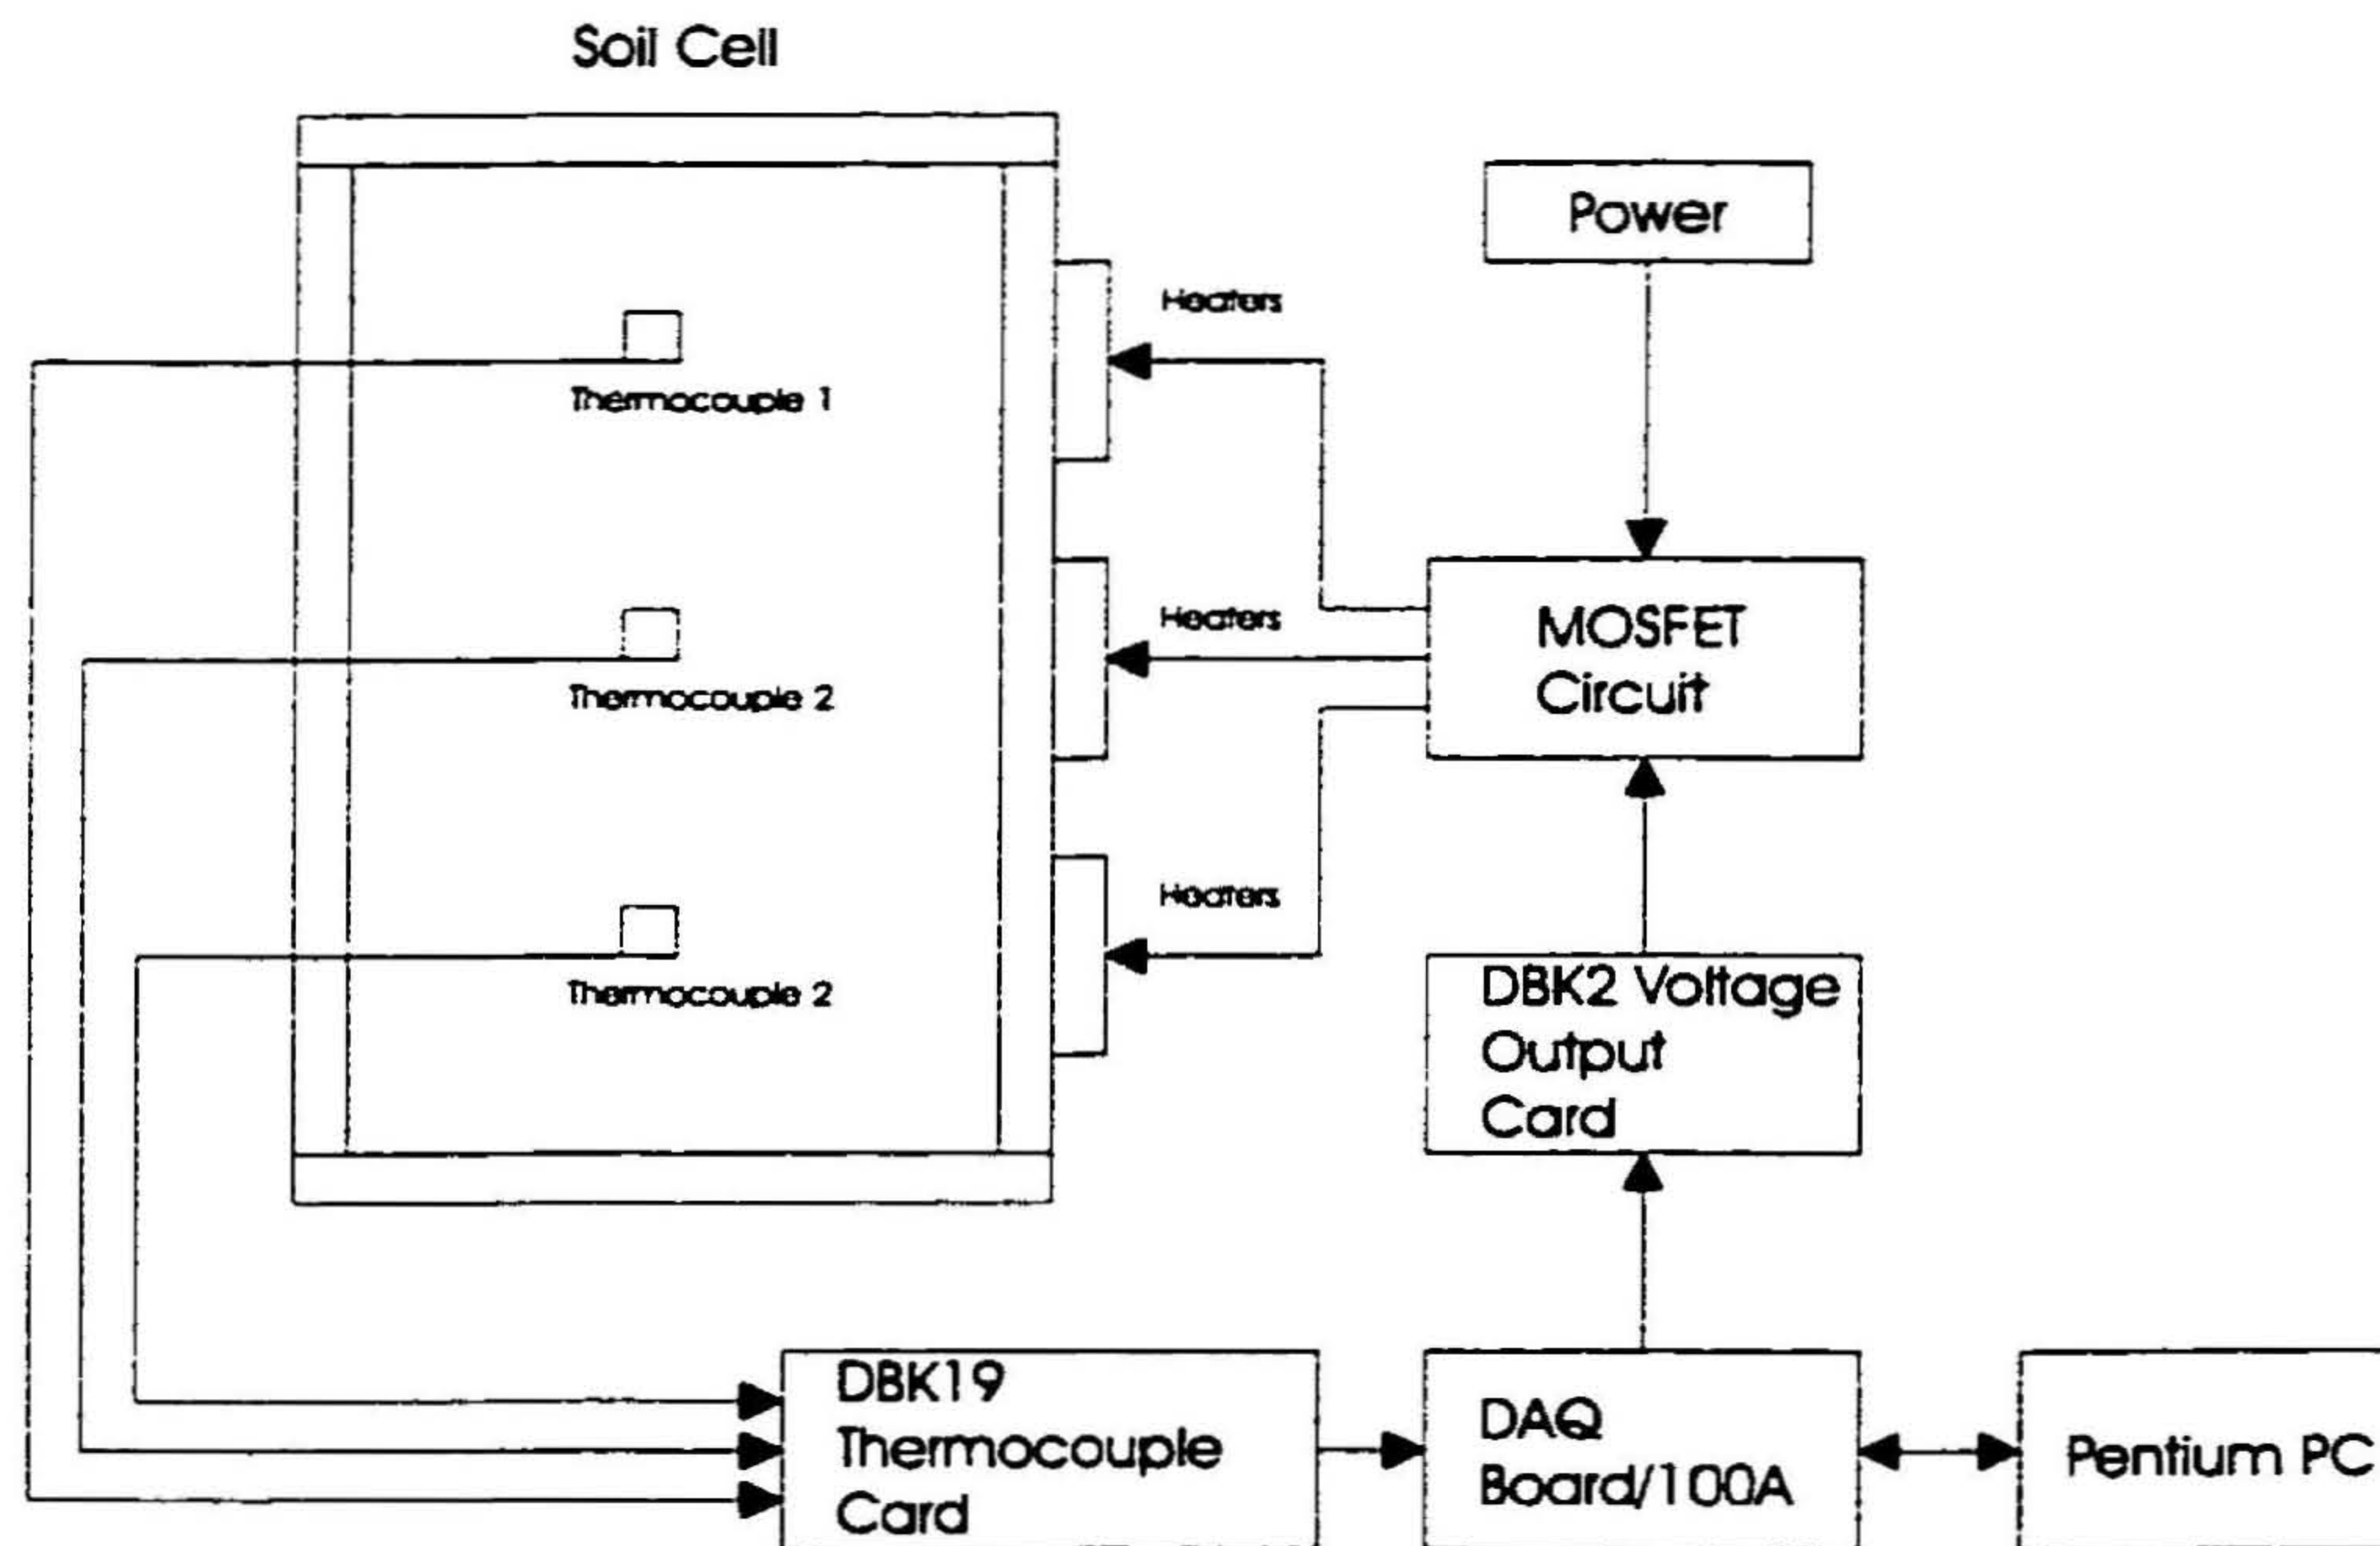 Soil Cell
Power
Heaters
Thermocouple 1
Heaters
MOSFET
Circuit
Thermocouple 2
Heaters
Thermocouple 2
DBK2 Voltage
Output
Card
DBK19
Thermocouple
Card
DAQ
Board/100A
Pentium PC